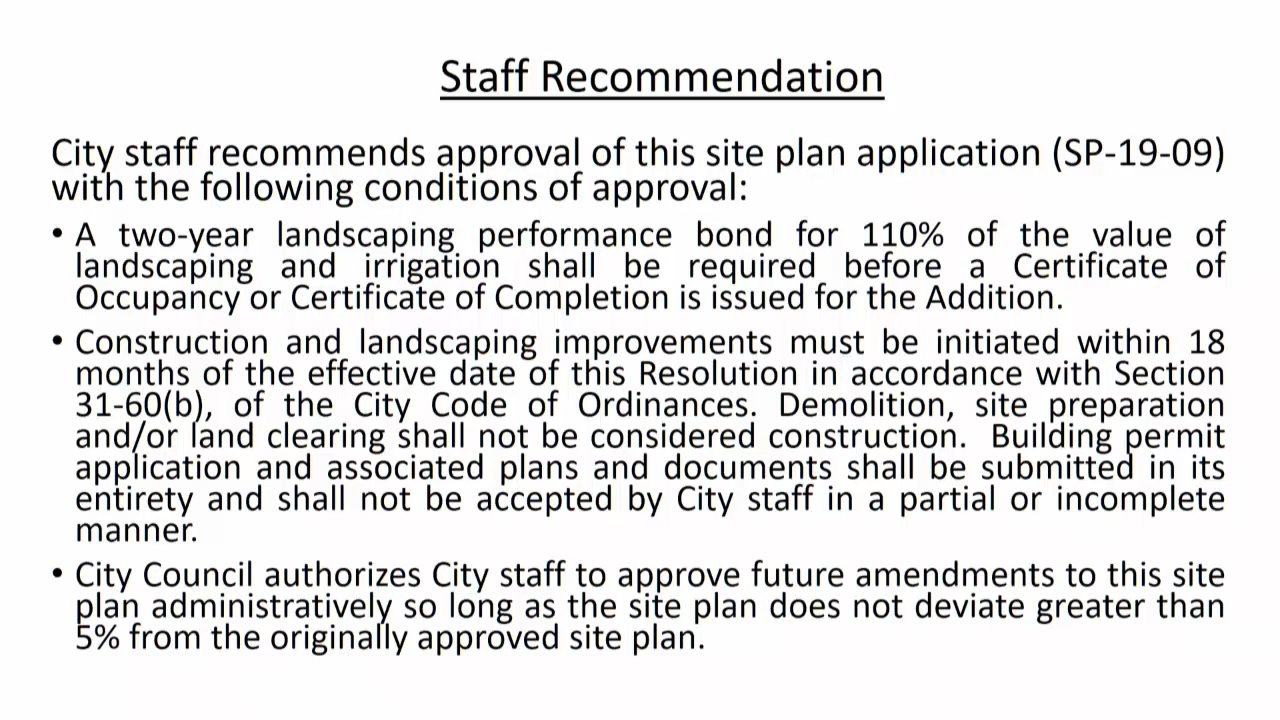 Staff Recommendation
City staff recommends approval of this site plan application (SP-19-09)
with the following conditions of approval:
• A two-year landscaping performance bond for 110% of the value of
landscaping and irrigation shall be required before a Certificate of
Occupancy or Certificate of Completion is issued for the Addition.
• Construction and landscaping improvements must be initiated within 18
months of the effective date of this Resolution in accordance with Section
31-60(b), of the City Code of Ordinances. Demolition, site preparation
and/or land clearing shall not be considered construction.  Building permit
application and associated plans and documents shall be submitted in its
entirety and shall not be accepted by City staff in a partial or incomplete
manner.
• City Council authorizes City staff to approve future amendments to this site
plan administratively so long as the site plan does not deviate greater than
5% from the originally approved site plan.